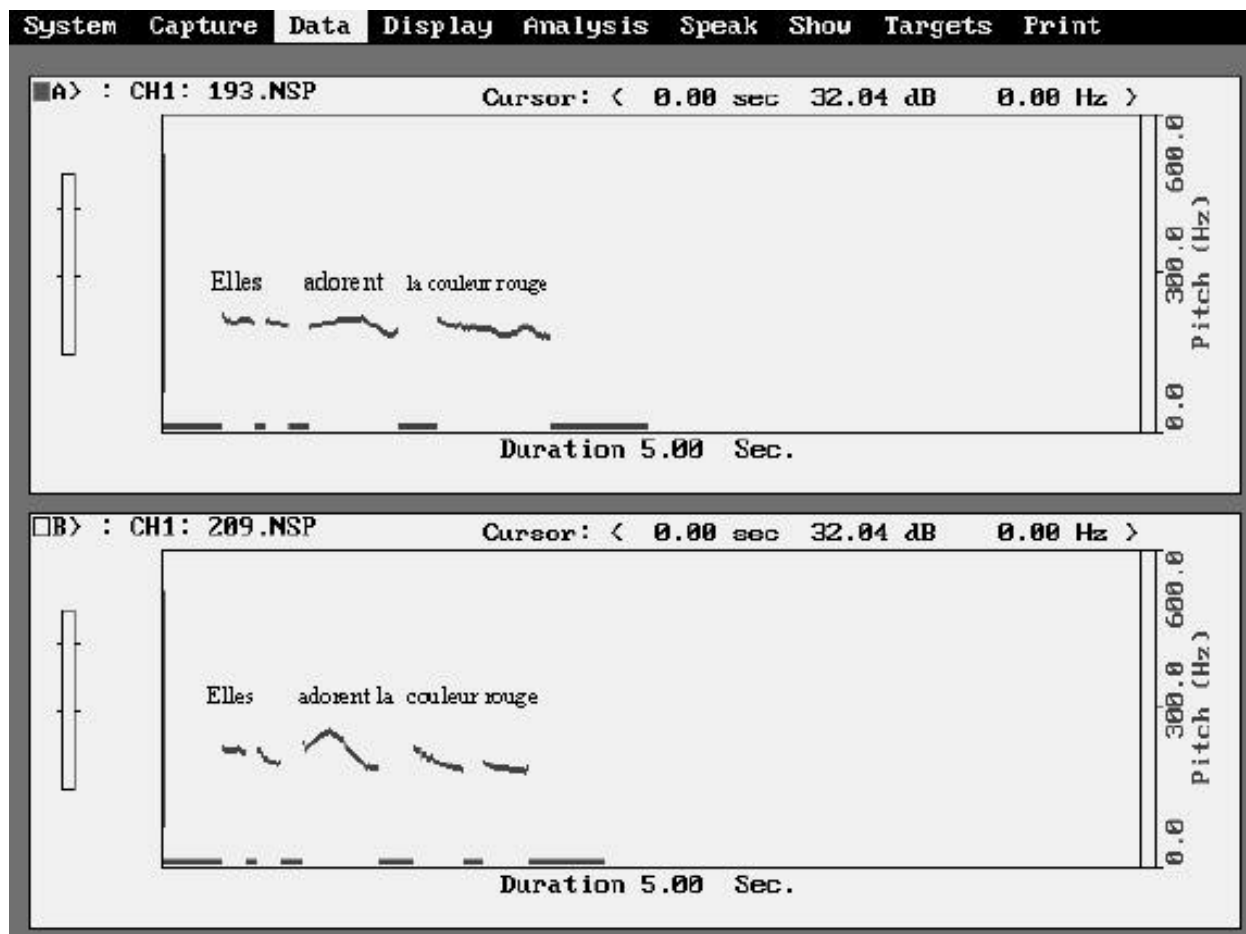 System Capture Data Display Analysis Speak Show Targets Print
■A> : CH1: 193.NSP Cursor: < 0.00 sec 32.04 dB 0.00 Hz >
600.0
300.0
0.0
Pitch (Hz)
Elles adorent la couleur rouge
Duration 5.00 Sec.
□B> : CH1: 209.NSP Cursor: < 0.00 sec 32.04 dB 0.00 Hz >
600.0
300.0
0.0
Pitch (Hz)
Elles adorent la couleur rouge
Duration 5.00 Sec.